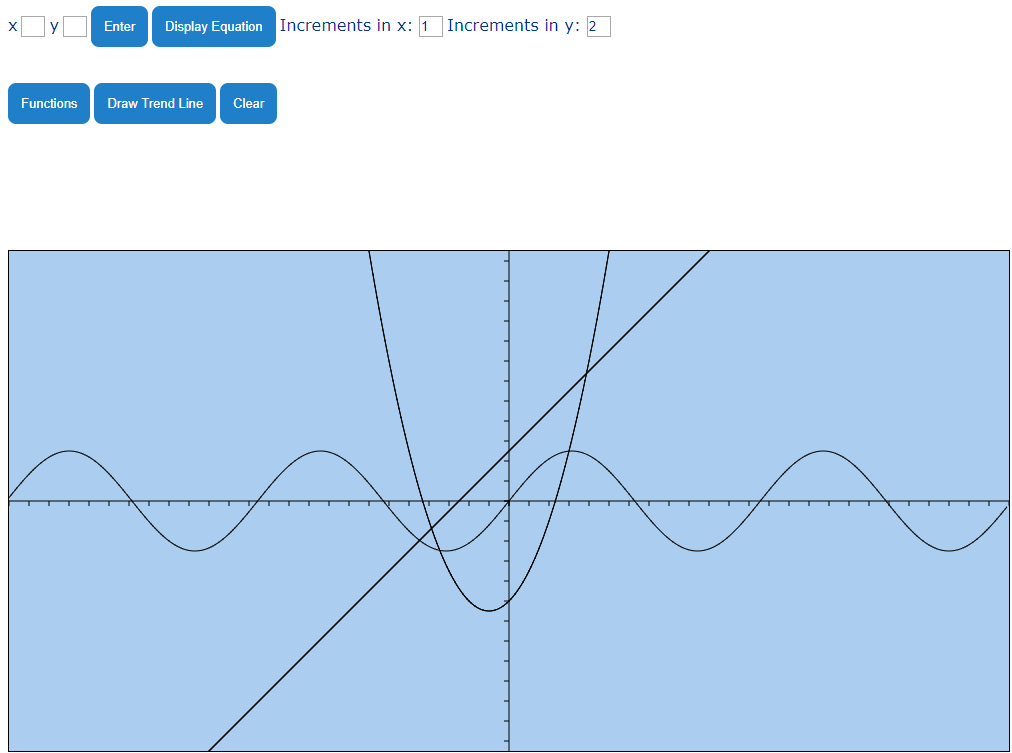 x y Enter Display Equation Increments in x: 1 Increments in y: 2
Functions Draw Trend Line Clear